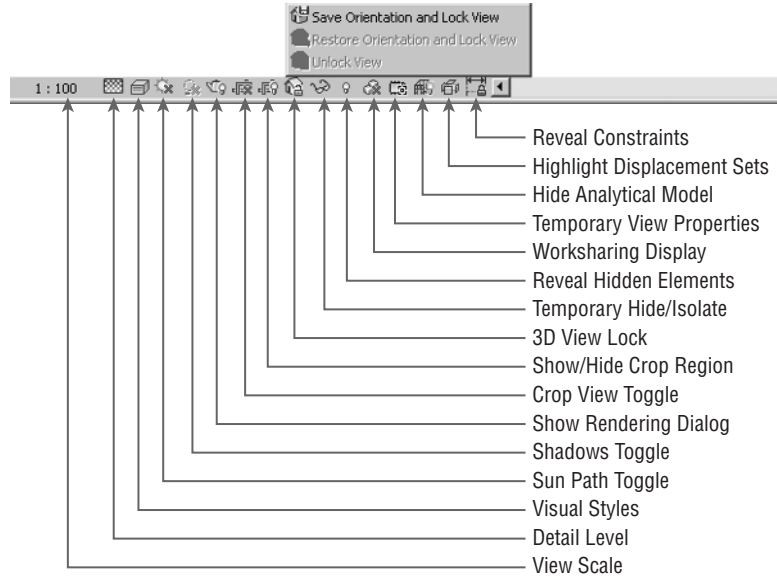 Save Orientation and Lock View
Restore Orientation and Lock View
Unlock View
1 : 100
Reveal Constraints
Highlight Displacement Sets
Hide Analytical Model
Temporary View Properties
Worksharing Display
Reveal Hidden Elements
Temporary Hide/Isolate
3D View Lock
Show/Hide Crop Region
Crop View Toggle
Show Rendering Dialog
Shadows Toggle
Sun Path Toggle
Visual Styles
Detail Level
View Scale